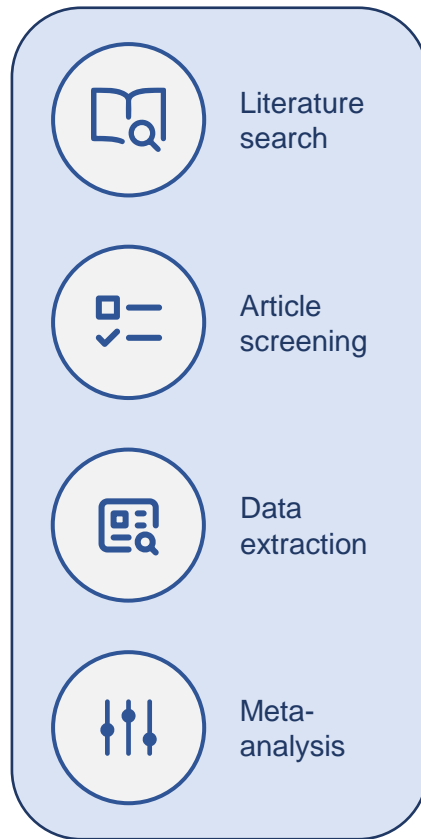 Literature
search
Article
screening
Data
extraction
Meta-
analysis